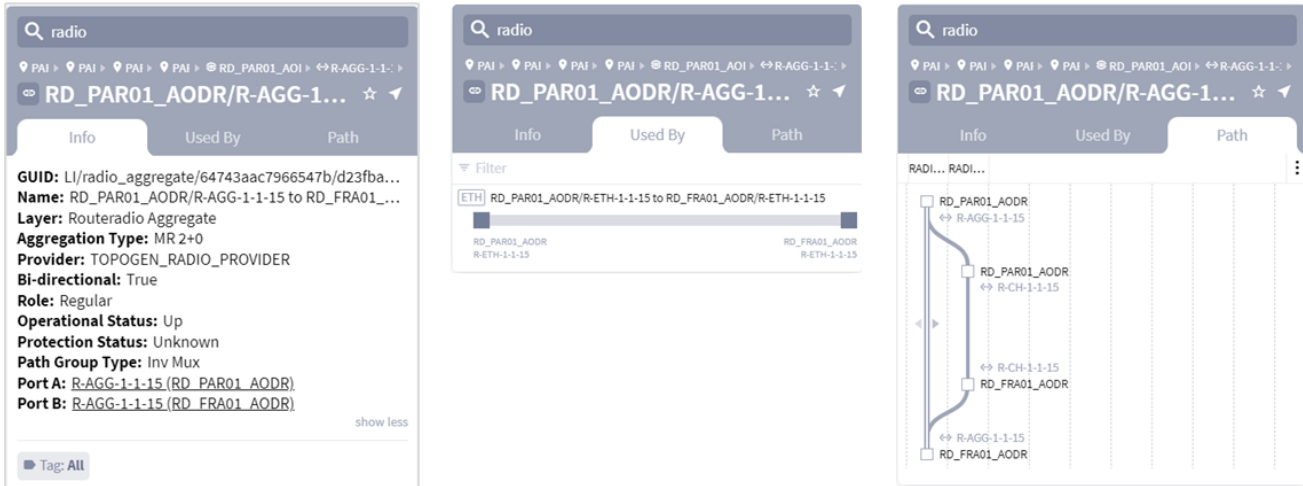 radio
PAI PAI PAI PAI RD_PAR01_AOI R-AGG-1-1-:
RD_PAR01_AODR/R-AGG-1...
Info Used By Path
GUID: LI/radio_aggregate/64743aac7966547b/d23fba...
Name: RD_PAR01_AODR/R-AGG-1-1-15 to RD_FRA01_...
Layer: Routeradio Aggregate
Aggregation Type: MR 2+0
Provider: TOPOGEN_RADIO_PROVIDER
Bi-directional: True
Role: Regular
Operational Status: Up
Protection Status: Unknown
Path Group Type: Inv Mux
Port A: R-AGG-1-1-15 (RD_PAR01_AODR)
Port B: R-AGG-1-1-15 (RD_FRA01_AODR)
show less
Tag: All
radio
PAI PAI PAI PAI RD_PAR01_AOI R-AGG-1-1-:
RD_PAR01_AODR/R-AGG-1...
Info Used By Path
Filter
ETH RD_PAR01_AODR/R-ETH-1-1-15 to RD_FRA01_AODR/R-ETH-1-1-15
RD_PAR01_AODR RD_FRA01_AODR
R-ETH-1-1-15 R-ETH-1-1-15
radio
PAI PAI PAI PAI RD_PAR01_AOI R-AGG-1-1-:
RD_PAR01_AODR/R-AGG-1...
Info Used By Path
RADI... RADI...
RD_PAR01_AODR
R-AGG-1-1-15
RD_PAR01_AODR
R-CH-1-1-15
R-CH-1-1-15
RD_FRA01_AODR
R-AGG-1-1-15
RD_FRA01_AODR